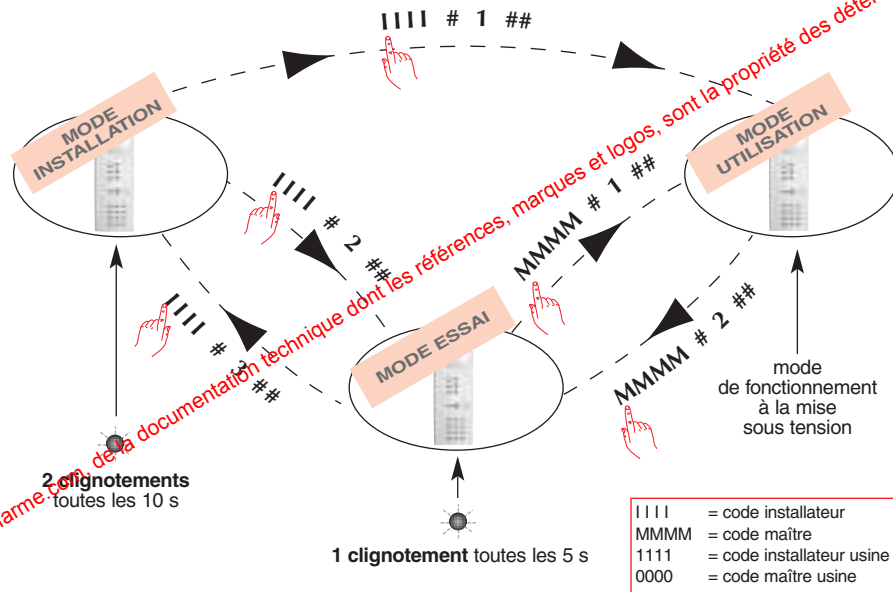 IIII # 1 ##
MODE
INSTALLATION
MODE
UTILISATION
IIII # 2 ##
MMMM # 1 ##
IIII # 3 ##
MODE ESSAI
MMMM # 2 ##
mode
de fonctionnement
à la mise
sous tension
2 clignotements
toutes les 10 s
1 clignotement toutes les 5 s
IIII = code installateur
MMMM = code maître
1111 = code installateur usine
0000 = code maître usine
arme.com, de la documentation technique dont les références, marques et logos, sont la propriété des déte